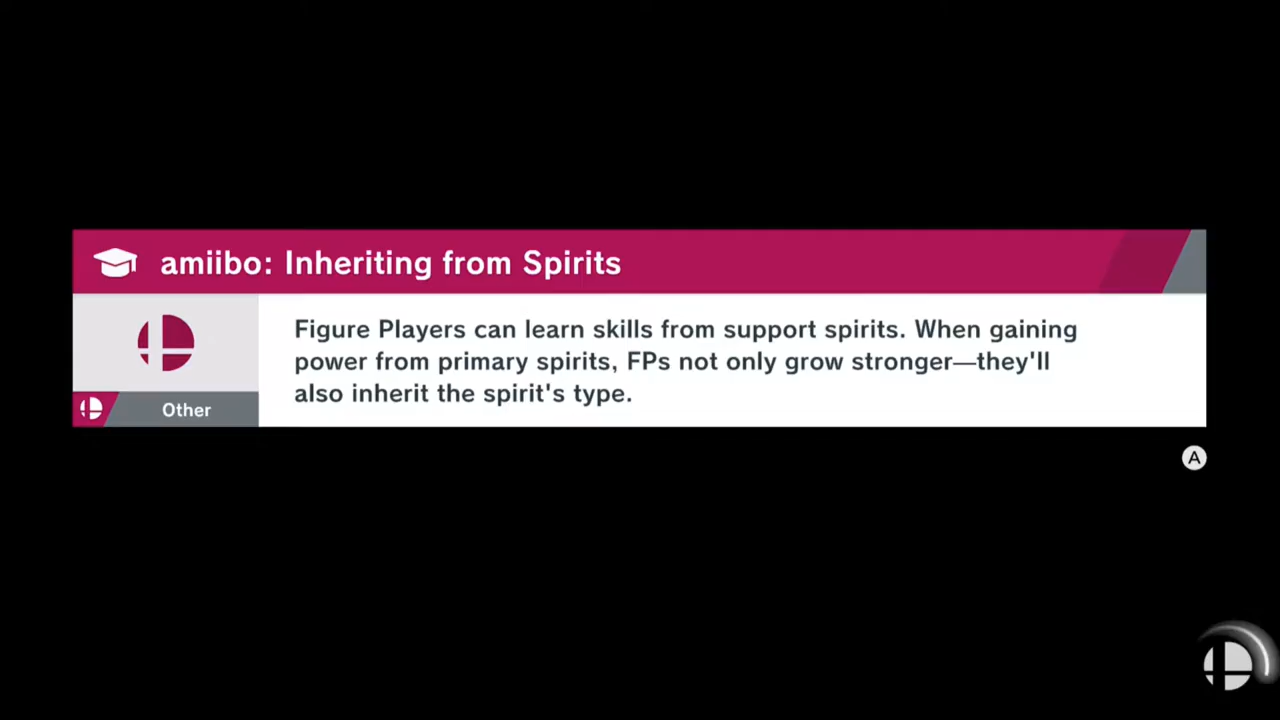 amiibo: Inheriting from Spirits
Figure Players can learn skills from support spirits. When gaining
power from primary spirits, FPs not only grow stronger—they'll
also inherit the spirit's type.
Other
A